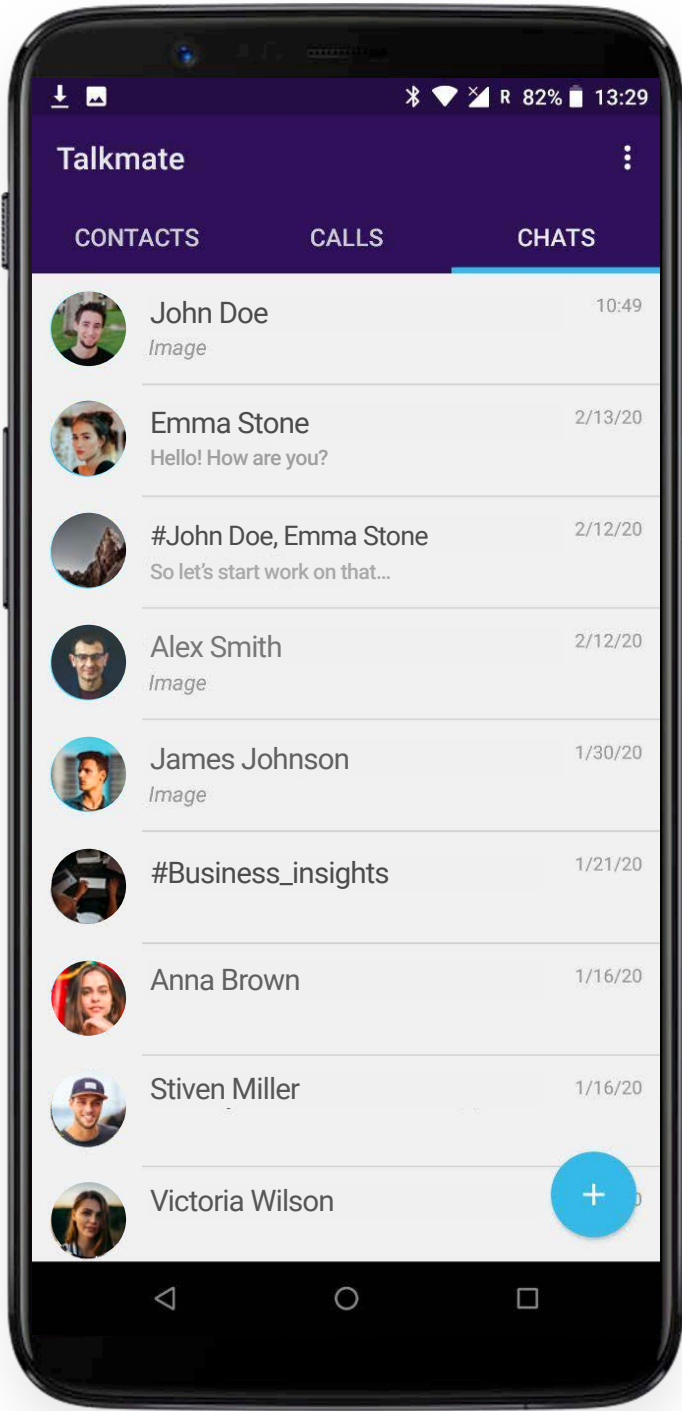 R 82% 13:29
Talkmate
CONTACTS CALLS CHATS
John Doe 10:49
Image
Emma Stone 2/13/20
Hello! How are you?
#John Doe, Emma Stone 2/12/20
So let's start work on that...
Alex Smith 2/12/20
Image
James Johnson 1/30/20
Image
#Business_insights 1/21/20
Anna Brown 1/16/20
Stiven Miller 1/16/20
Victoria Wilson
+